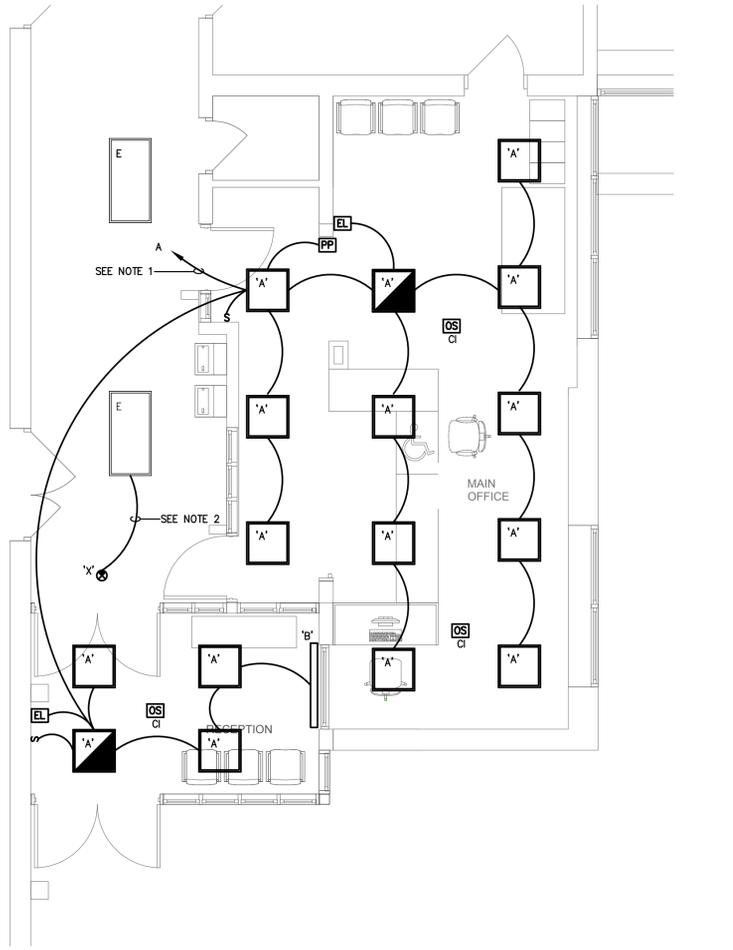 'A'
E
EL
A
PP
SEE NOTE 1
'A'
'A'
'A'
S
OS
CI
E
'A'
'A'
'A'
MAIN
OFFICE
SEE NOTE 2
'A'
'A'
'A'
'X'
OS
CI
'B'
'A'
'A'
'A'
'A'
EL
OS
CI
RECEPTION
S
'A'
'A'